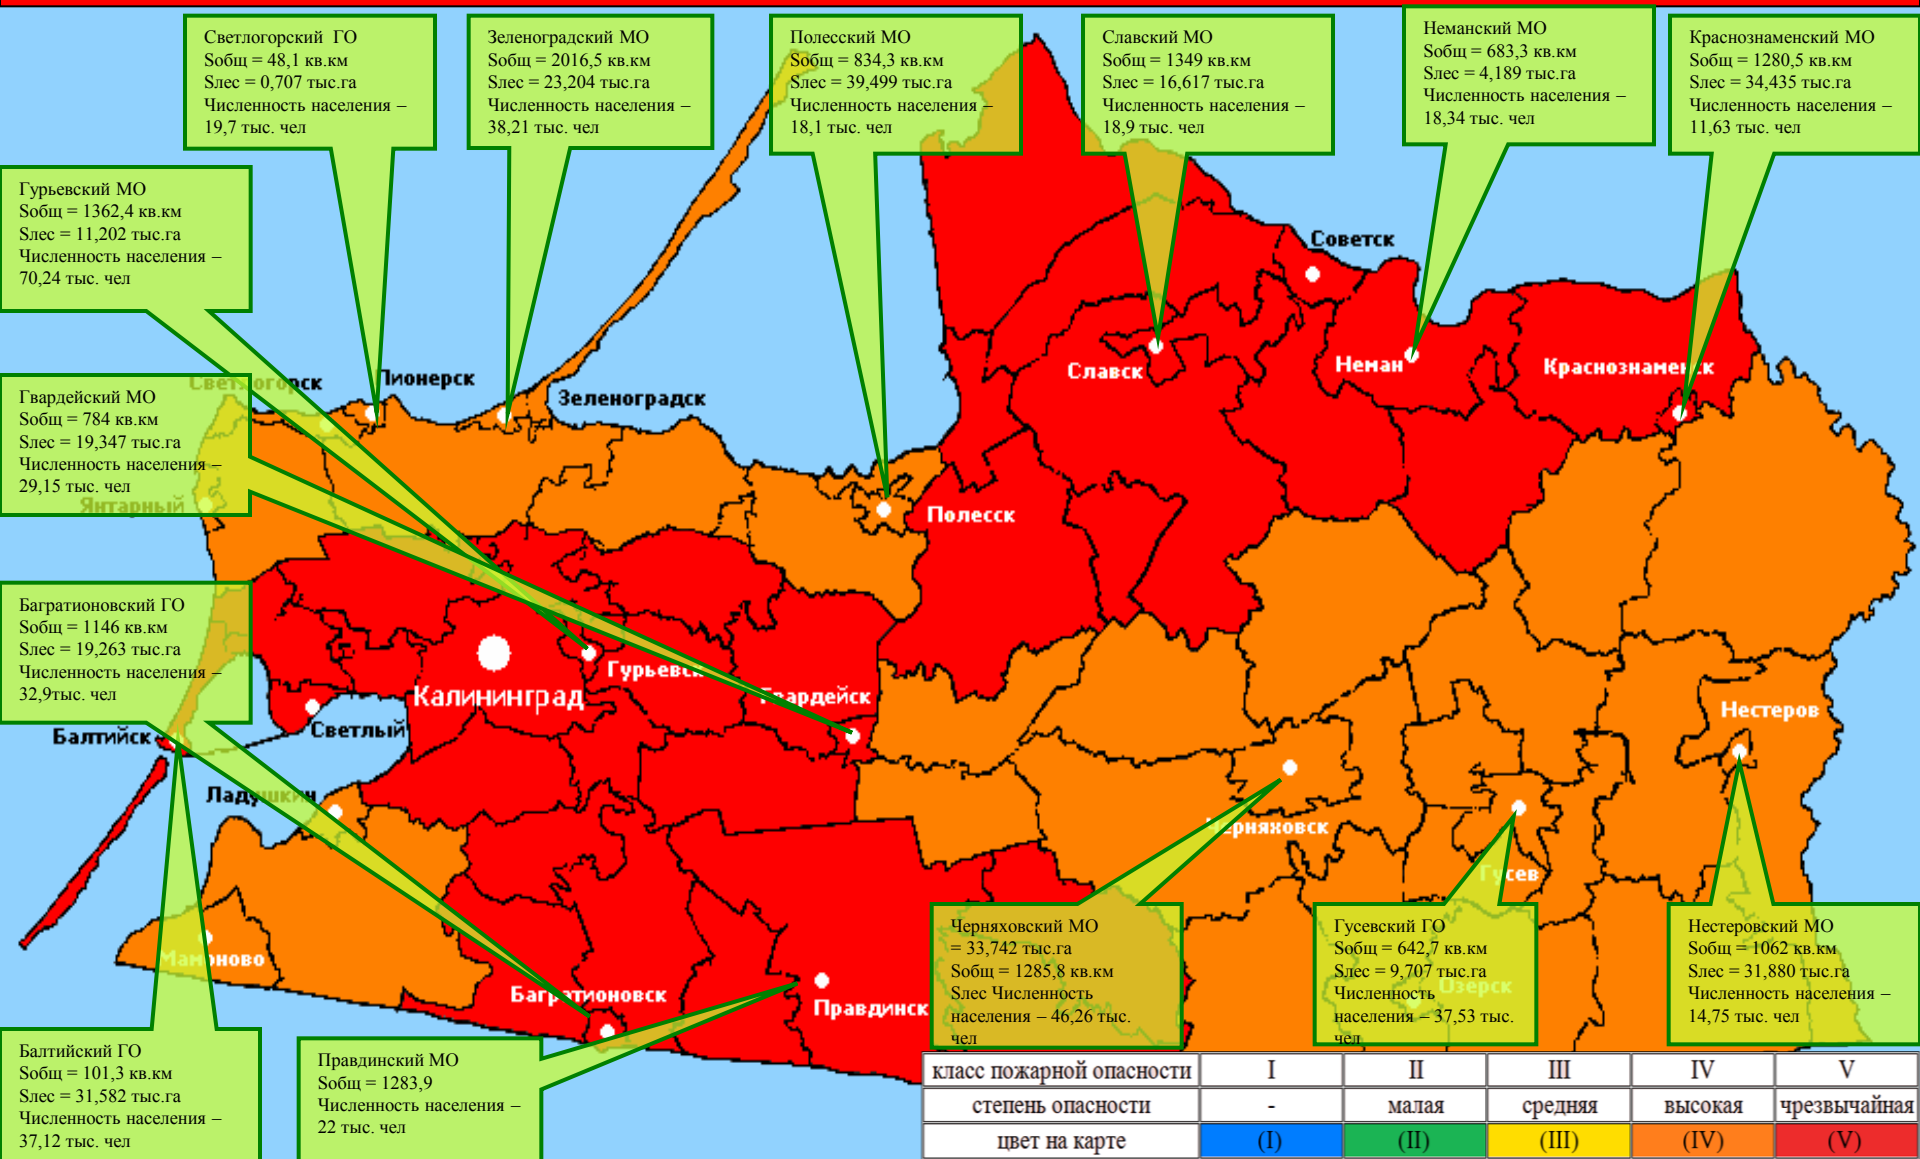 Светлогорский ГО
Sобщ = 48,1 кв.км
Sлес = 0,707 тыс.га
Численность населения –
19,7 тыс. чел
Зеленоградский МО
Sобщ = 2016,5 кв.км
Sлес = 23,204 тыс.га
Численность населения –
38,21 тыс. чел
Полесский МО
Sобщ = 834,3 кв.км
Sлес = 39,499 тыс.га
Численность населения –
18,1 тыс. чел
Славский МО
Sобщ = 1349 кв.км
Sлес = 16,617 тыс.га
Численность населения –
18,9 тыс. чел
Неманский МО
Sобщ = 683,3 кв.км
Sлес = 4,189 тыс.га
Численность населения –
18,34 тыс. чел
Краснознаменский МО
Sобщ = 1280,5 кв.км
Sлес = 34,435 тыс.га
Численность населения –
11,63 тыс. чел
Гурьевский МО
Sобщ = 1362,4 кв.км
Sлес = 11,202 тыс.га
Численность населения –
70,24 тыс. чел
Советск
Славск
Неман
Краснознаменск
Светлогорск
Пионерск
Зеленоградск
Гвардейский МО
Sобщ = 784 кв.км
Sлес = 19,347 тыс.га
Численность населения –
29,15 тыс. чел
Янтарный
Полесск
Багратионовский ГО
Sобщ = 1146 кв.км
Sлес = 19,263 тыс.га
Численность населения –
32,9тыс. чел
Гурьевск
Калининград
Гвардейск
Нестеров
Балтийск
Светлый
Ладушкин
Черняховск
Гусев
Мамоново
Багратионовск
Правдинск
Озерск
Черняховский МО
= 33,742 тыс.га
Sобщ = 1285,8 кв.км
Sлес Численность
населения – 46,26 тыс.
чел
Гусевский ГО
Sобщ = 642,7 кв.км
Sлес = 9,707 тыс.га
Численность
населения – 37,53 тыс.
чел
Нестеровский МО
Sобщ = 1062 кв.км
Sлес = 31,880 тыс.га
Численность населения –
14,75 тыс. чел
Балтийский ГО
Sобщ = 101,3 кв.км
Sлес = 31,582 тыс.га
Численность населения –
37,12 тыс. чел
Правдинский МО
Sобщ = 1283,9
Численность населения –
22 тыс. чел
класс пожарной опасности I II III IV V
степень опасности - малая средняя высокая чрезвычайная
цвет на карте (I) (II) (III) (IV) (V)